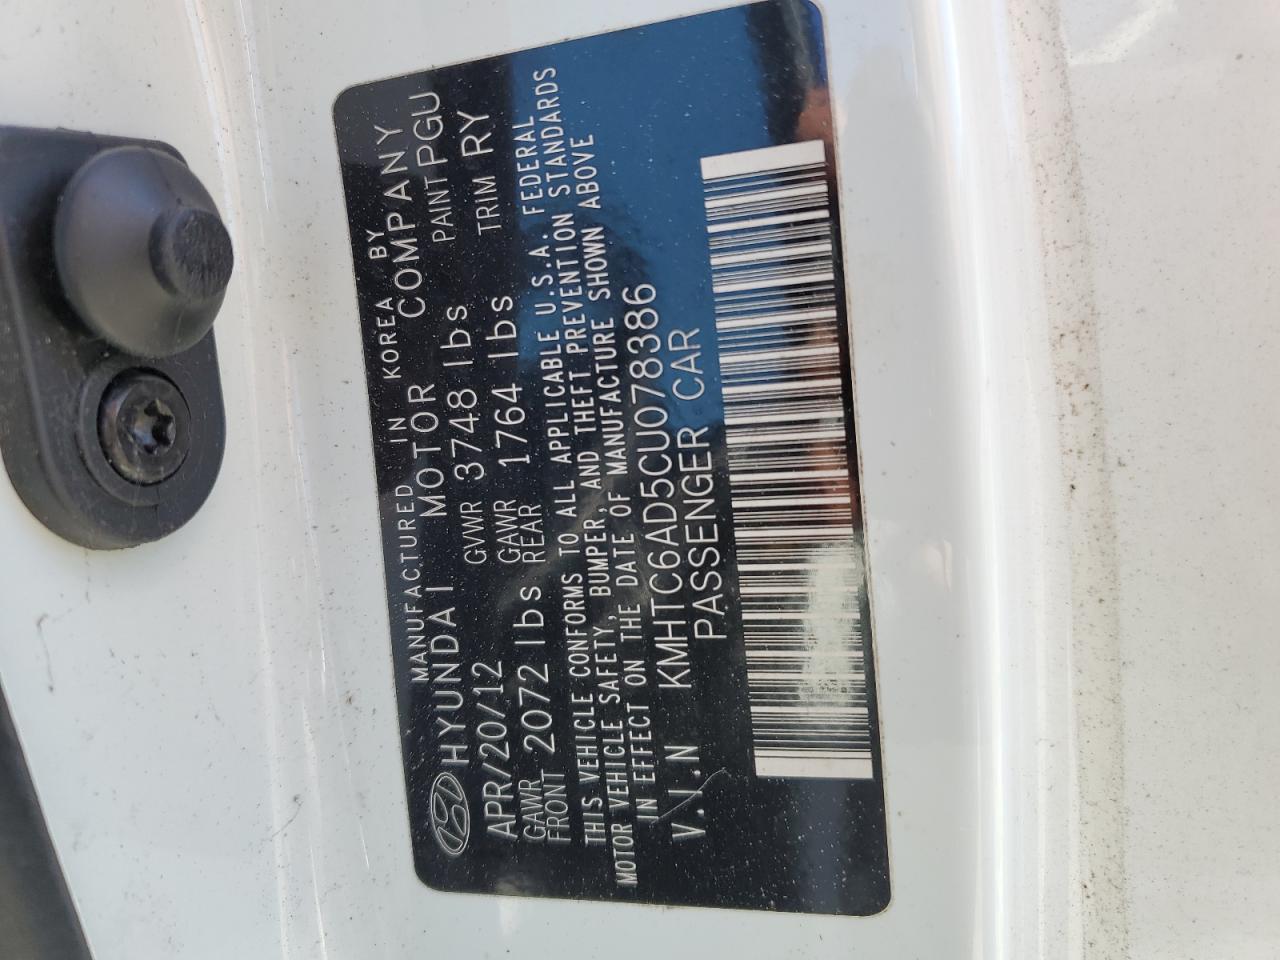 MANUFACTURED IN KOREA BY
HYUNDAI MOTOR COMPANY
APR/20/12 GVWR 3748 lbs PAINT PGU
GAWR FRONT 2072 lbs GAWR REAR 1764 lbs TRIM RY
THIS VEHICLE CONFORMS TO ALL APPLICABLE U.S.A. FEDERAL
MOTOR VEHICLE SAFETY, BUMPER, AND THEFT PREVENTION STANDARDS
IN EFFECT ON THE DATE OF MANUFACTURE SHOWN ABOVE
V.I.N KMHTC6AD5CU078386
PASSENGER CAR